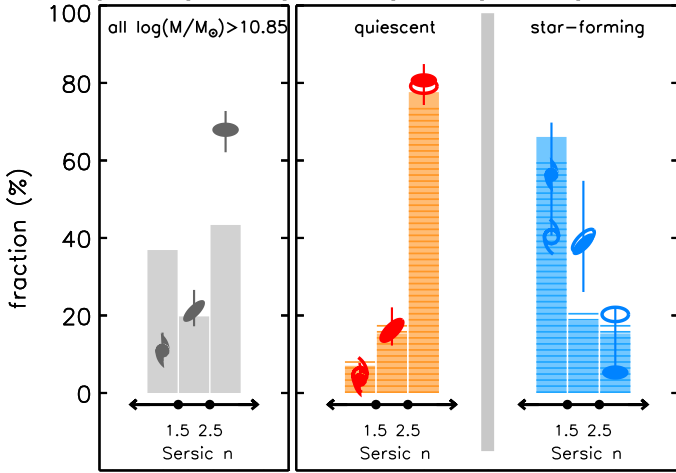 all log(M/M☉)>10.85
quiescent
star-forming
100
80
60
40
20
0
fraction (%)
1.5 2.5
Sersic n
1.5 2.5
Sersic n
1.5 2.5
Sersic n